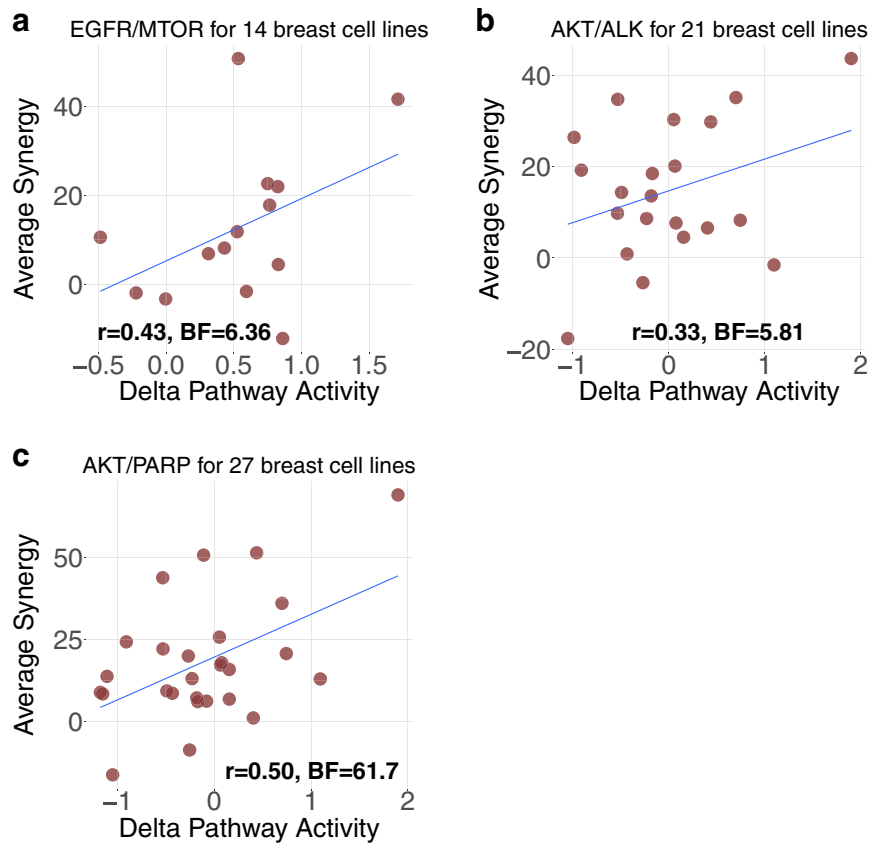 a
EGFR/MTOR for 14 breast cell lines
Average Synergy
40
20
0
r=0.43, BF=6.36
−0.5 0.0 0.5 1.0 1.5
Delta Pathway Activity
b
AKT/ALK for 21 breast cell lines
Average Synergy
40
20
0
−20
r=0.33, BF=5.81
−1 0 1 2
Delta Pathway Activity
c
AKT/PARP for 27 breast cell lines
Average Synergy
50
25
0
r=0.50, BF=61.7
−1 0 1 2
Delta Pathway Activity